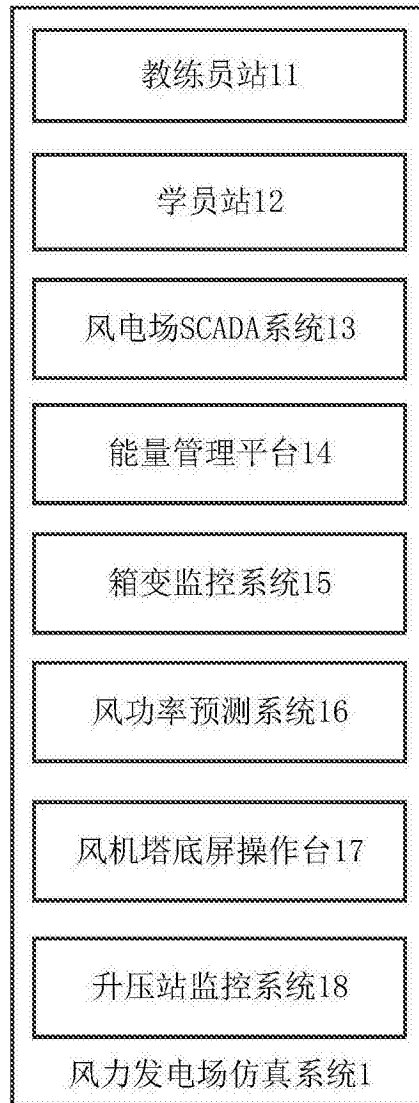 教练员站11
学员站12
风电场SCADA系统13
能量管理平台14
箱变监控系统15
风功率预测系统16
风机塔底屏操作台17
升压站监控系统18
风力发电场仿真系统1